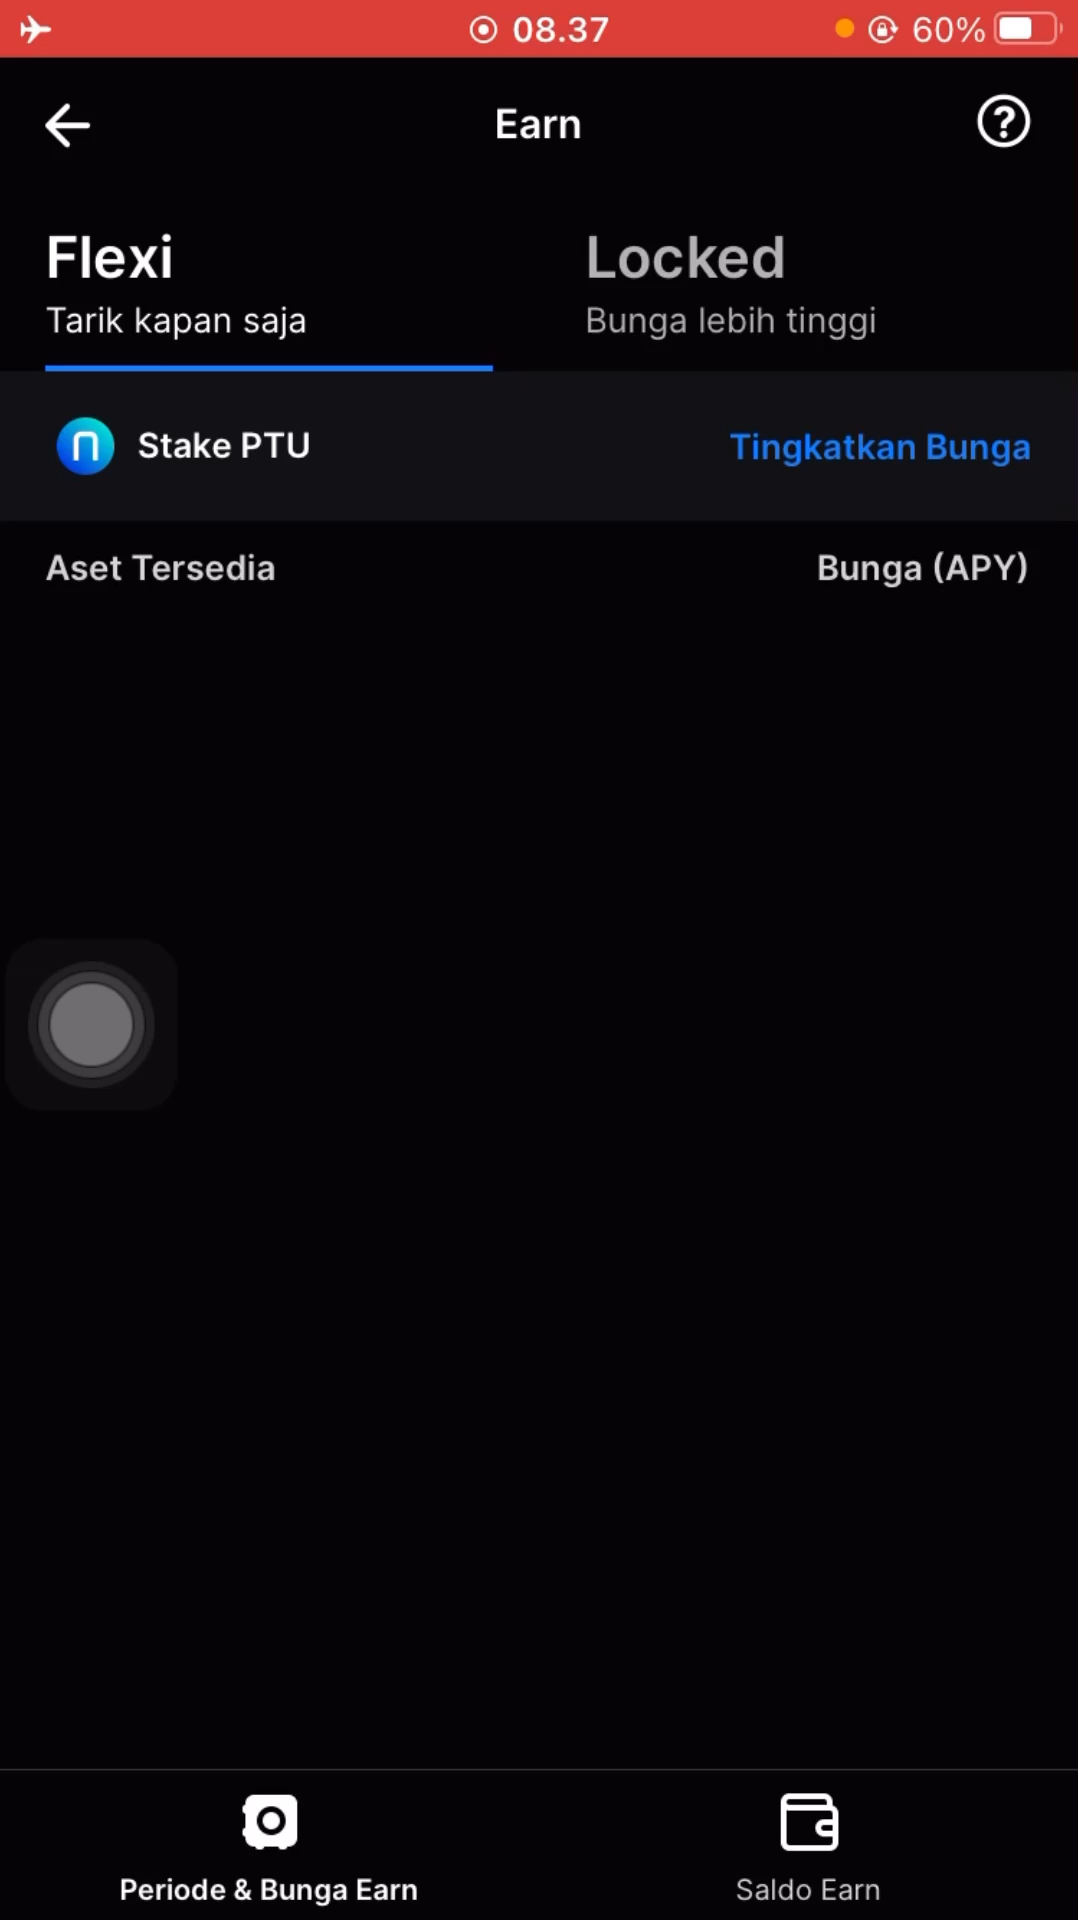 08.37
60%
Earn
Flexi
Locked
Tarik kapan saja
Bunga lebih tinggi
Stake PTU
Tingkatkan Bunga
Aset Tersedia
Bunga (APY)
Periode & Bunga Earn
Saldo Earn